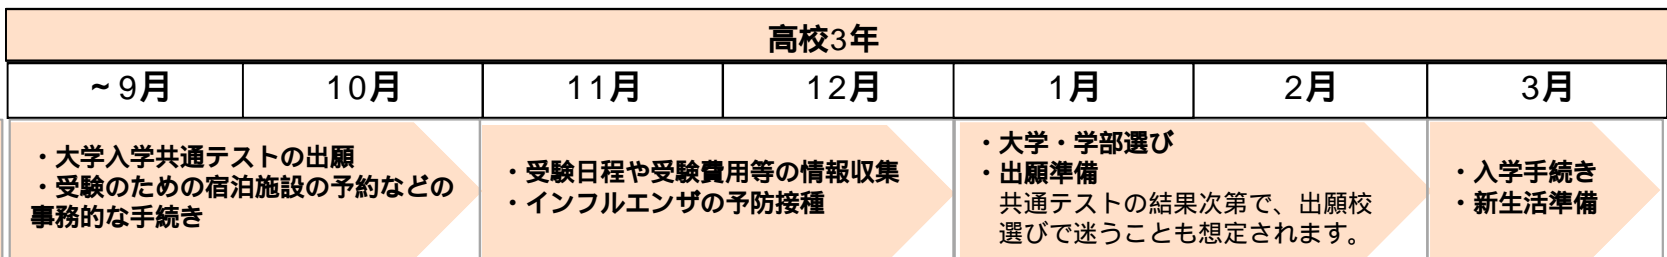 高校3年
～9月
10月
11月
12月
1月
2月
3月
・大学入学共通テストの出願
・受験のための宿泊施設の予約などの
事務的な手続き
・受験日程や受験費用等の情報収集
・インフルエンザの予防接種
・大学・学部選び
・出願準備
共通テストの結果次第で、出願校
選びで迷うことも想定されます。
・入学手続き
・新生活準備